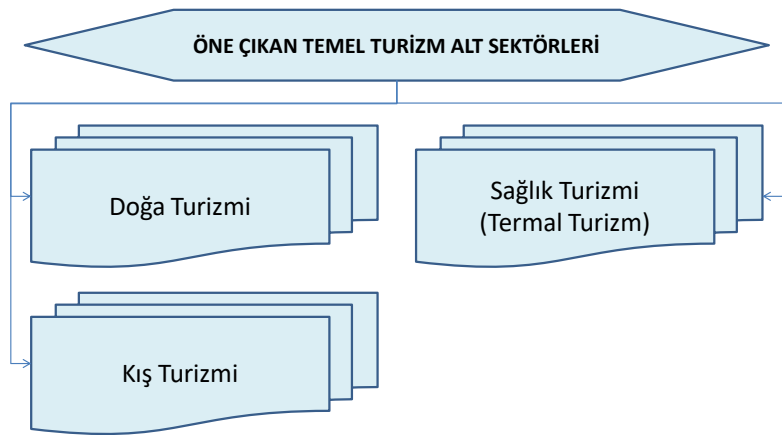 ÖNE ÇIKAN TEMEL TURİZM ALT SEKTÖRLERİ
Doğa Turizmi
Sağlık Turizmi
(Termal Turizm)
Kış Turizmi